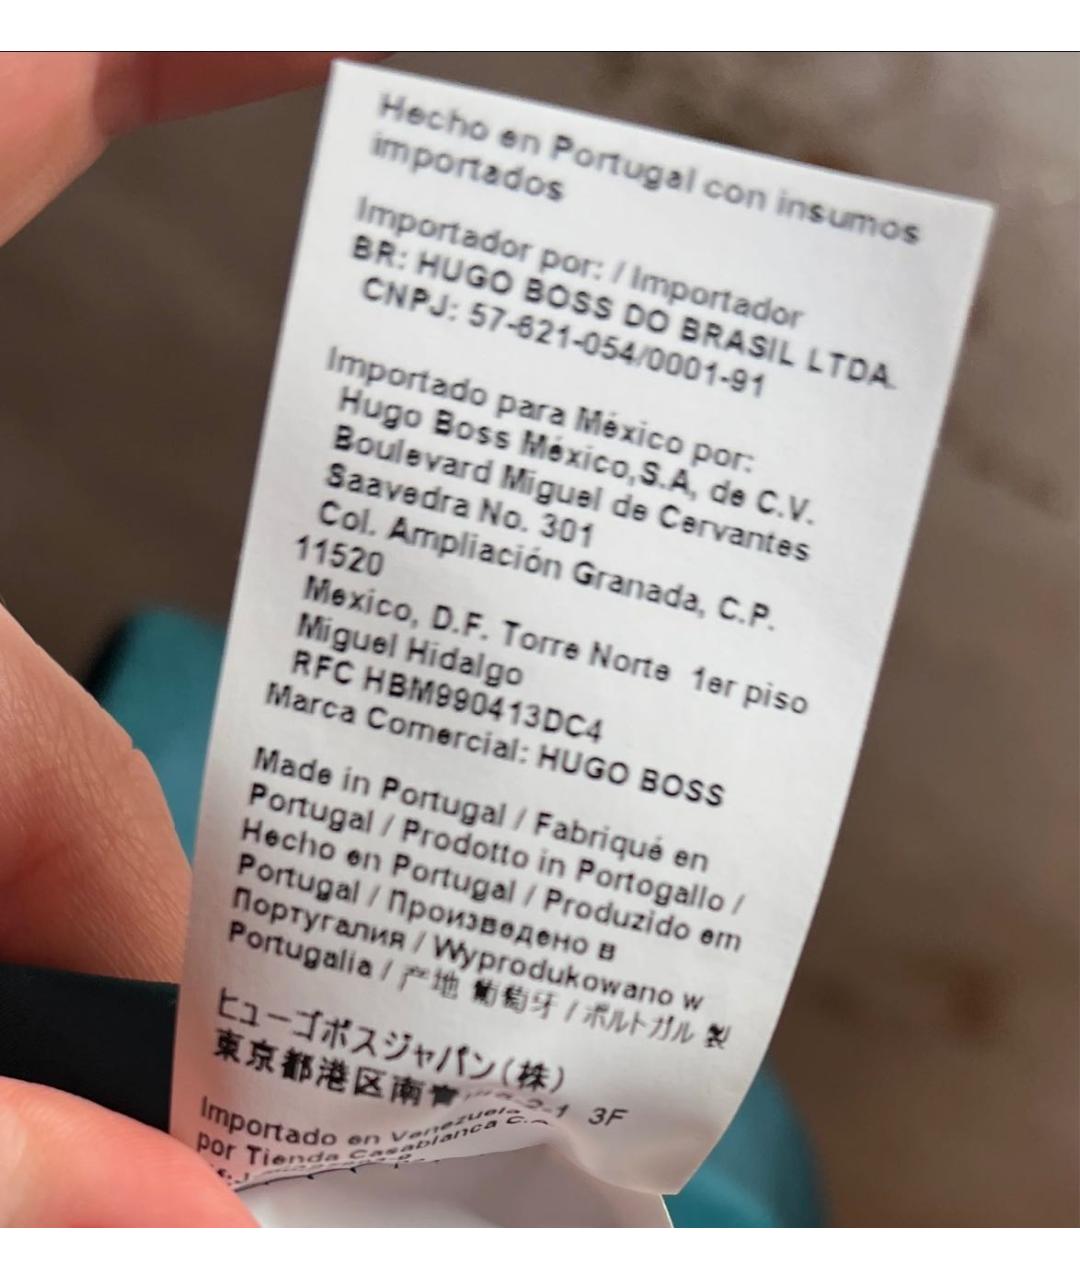 Hecho en Portugal con insumos
importados
Importador por: / Importador
BR: HUGO BOSS DO BRASIL LTDA.
CNPJ: 57-621-054/0001-91
Importado para México por:
Hugo Boss México,S.A, de C.V.
Boulevard Miguel de Cervantes
Saavedra No. 301
Col. Ampliación Granada, C.P.
11520
Mexico, D.F. Torre Norte 1er piso
Miguel Hidalgo
RFC HBM990413DC4
Marca Comercial: HUGO BOSS
Made in Portugal / Fabriqué en
Portugal / Prodotto in Portogallo /
Hecho en Portugal / Produzido em
Portugal / Произведено в
Португалия / Wyprodukowano w
Portugalia / 产地 葡萄牙 / ポルトガル 製
ヒューゴボスジャパン(株)
東京都港区南青 3F
Importado en Venezuela
por Tienda Casablanca C.A.